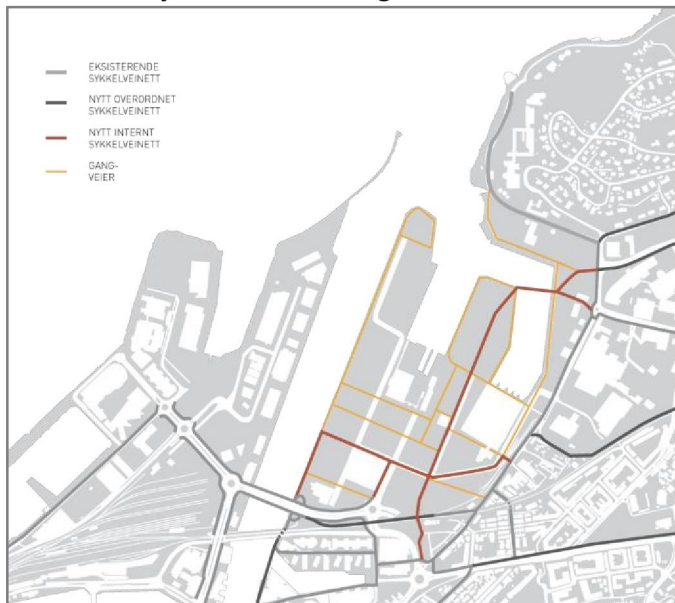 EKSISTERENDE
SYKKELVEINETT
NYTT OVERORDNET
SYKKELVEINETT
NYTT INTERNT
SYKKELVEINETT
GANG-
VEIER